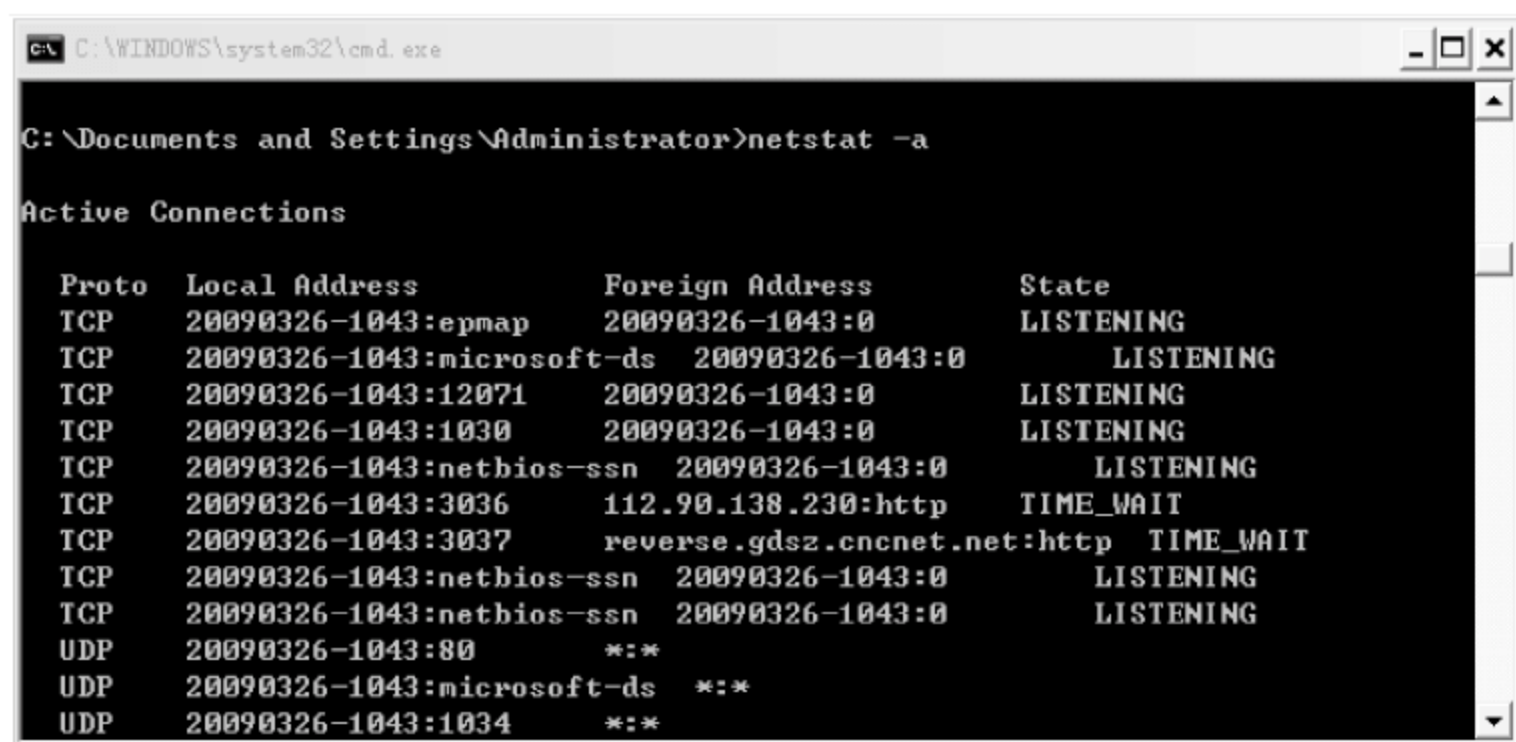 C:\WINDOWS\system32\cmd.exe
C:\Documents and Settings\Administrator>netstat -a
Active Connections
Proto  Local Address          Foreign Address        State
TCP    20090326-1043:epmap    20090326-1043:0        LISTENING
TCP    20090326-1043:microsoft-ds  20090326-1043:0        LISTENING
TCP    20090326-1043:12071    20090326-1043:0        LISTENING
TCP    20090326-1043:1030     20090326-1043:0        LISTENING
TCP    20090326-1043:netbios-ssn  20090326-1043:0        LISTENING
TCP    20090326-1043:3036     112.90.138.230:http    TIME_WAIT
TCP    20090326-1043:3037     reverse.gdsz.cncnet.net:http  TIME_WAIT
TCP    20090326-1043:netbios-ssn  20090326-1043:0        LISTENING
TCP    20090326-1043:netbios-ssn  20090326-1043:0        LISTENING
UDP    20090326-1043:80       *:*
UDP    20090326-1043:microsoft-ds  *:*
UDP    20090326-1043:1034     *:*